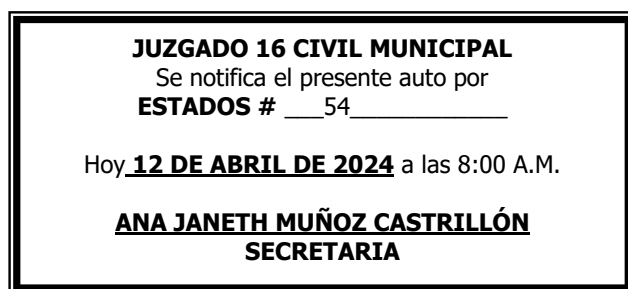 JUZGADO 16 CIVIL MUNICIPAL
Se notifica el presente auto por
ESTADOS # ___54____________
Hoy 12 DE ABRIL DE 2024 a las 8:00 A.M.
ANA JANETH MUÑOZ CASTRILLÓN
SECRETARIA